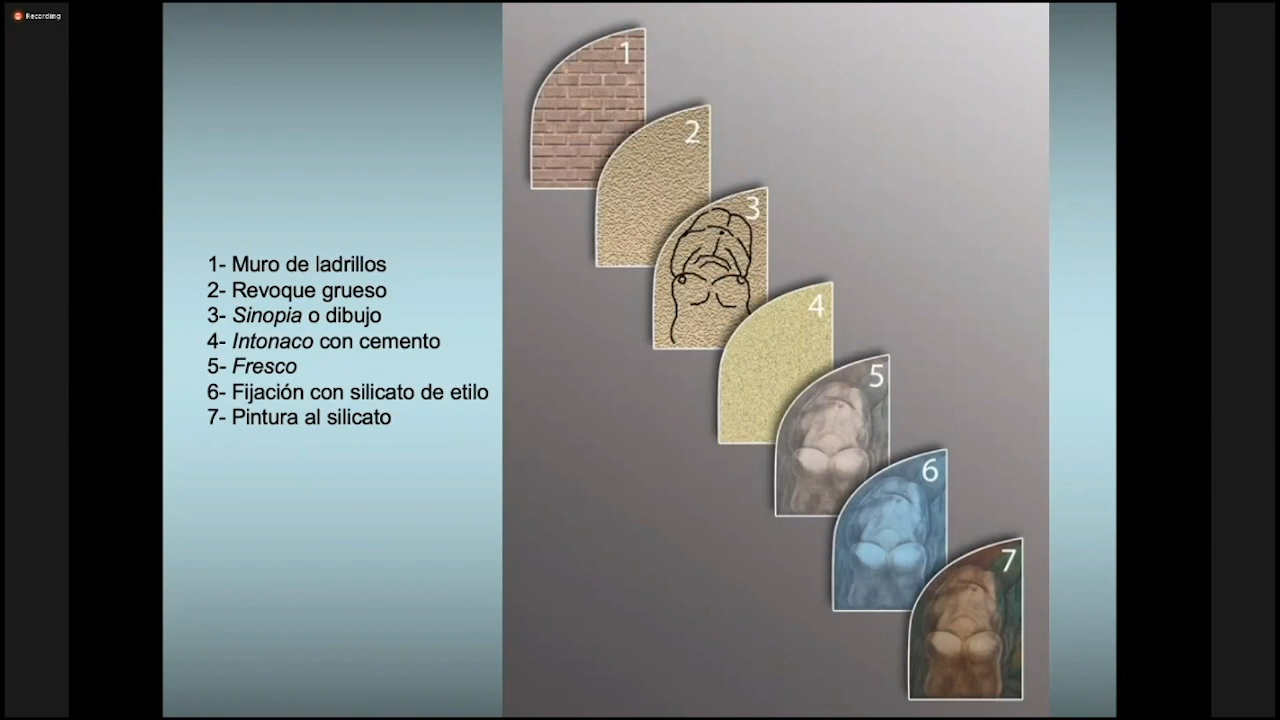 Recording
1- Muro de ladrillos
2- Revoque grueso
3- Sinopia o dibujo
4- Intonaco con cemento
5- Fresco
6- Fijación con silicato de etilo
7- Pintura al silicato
1
2
3
4
5
6
7